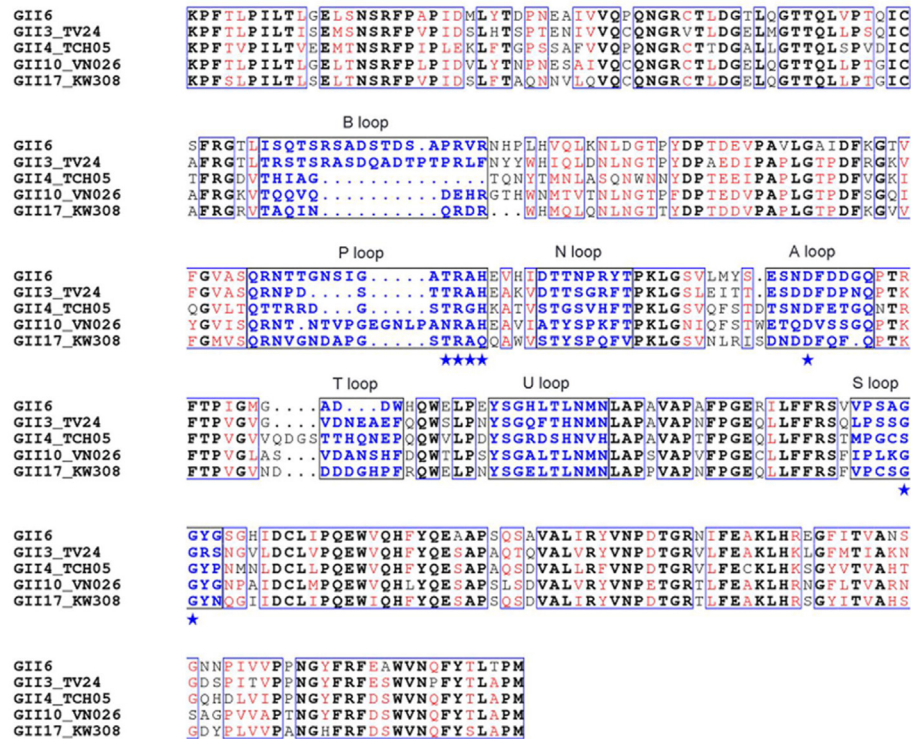 GII6 KPFTLPILTLGELSNSRFPAPIDMLYTDPNEAIVVQPQNGRCTLDGTLQGTTQLVPTQIC
GII3_TV24 KPFTLPILTISEMSNSRFPVPIDSLHTSPTENIVVQCQNGRVTLDGELMGTTQLLPSQIC
GII4_TCH05 KPFTVPILTVEEMTNSRFPIPLEKLFTGPSSAFVVQPQNGRCTTDGALLGTTQLSPVDIC
GII10_VN026 KPFTLPILTLGELTNSRFPLPIDVLYTNPNESAIVQCQNGRCTLDGELQGTTQLLPTGIC
GII17_KW308 KPFSLPILTLSELTNSRFPVPIDSLFTAQNNVLQVQCQNGRCTLDGELQGTTQLLPTGIC
B loop
GII6 SFRGTLISQTSRSADSTDS.APRVRNHPLHVQLKNLDGTPYDPTDEVPAVLGAIDFKGTV
GII3_TV24 AFRGTLTRSTSRASDQADTPTPRLFNYYWHIQLDNLNGTPYDPAEDIPAPLGTPDFRGKV
GII4_TCH05 TFRGDVTHIAG..............TQNYTMNLASQNWNNYDPTEEIPAPLGTPDFVGKI
GII10_VN026 AFRGKVTQQVQ.........DEHRGTHWNMTVTNLNGTPFDPTEDVPAPLGTPDFSGQI
GII17_KW308 AFRGRVTAQIN.........QRDR...WHMQLQNLNGTTYDPTDDVPAPLGTPDFKGVV
P loop N loop A loop
GII6 FGVASQRNTTGNSIG.....ATRAHEVHIDTTNPRYTPKLGSVLMYS.ESNDFDDGQPTR
GII3_TV24 FGVASQRNPD...S......TTRAHEAKVDTTSGRFTPKLGSLEITT.ESDDFDPNQPTK
GII4_TCH05 QGVLTQTTRRD..G......STRGHKATVSTGSVHFTPKLGSVQFSTDTSNDFETGQNTR
GII10_VN026 YGVISQRNT.NTVPGEGNLPANRAHEAVIATYSPKFTPKLGNIQFSTWETQDVSSGQPTK
GII17_KW308 FGMVSQRNVGNDAPG.....STRAQQAWVSTYSPQFVPKLGSVNLRISDNDDFQF.QPTK
★★★★ ★
T loop U loop S loop
GII6 FTPIGMG....AD...DWHQWELPEYSGHLTLNMNLAPAVAPAFPGERILFFRSVVPSAG
GII3_TV24 FTPVGVG....VDNEAEFQQWSLPNYSGQFTHNMNLAPAVAPNFPGEQLLFFRSQLPSSG
GII4_TCH05 FTPVGVVQDGSTTHQNEPQQWVLPSYSGRDSHNVHLAPAVAPTFPGEQLLFFRSTMPGCS
GII10_VN026 FTPVGLAS...VDANSHFDQWTLPSYSGALTLNMNLAPSVAPVFPGECLLFFRSFIPLKG
GII17_KW308 FTPVGVND...DDDGHPFRQWELPNYSGELTLNMNLAPPVAPNFPGEQLLFFRSFVPCSG
★
GII6 GYGSGHIDCLIPQEWVQHFYQEAAPSQSAVALIRYVNPDTGRNIFEAKLHREGFITVANS
GII3_TV24 GRSNGVLDCLVPQEWVQHFYQESAPAQTQVALVRYVNPDTGRVLFEAKLHKLGFMTIAKN
GII4_TCH05 GYPNMNLDCLLPQEWVQHFYQEAAPAQSDVALLRFVNPDTGRVLFECKLHKSGYVTVAHT
GII10_VN026 GYGNPAIDCLMPQEWVQHLYQESAPSLSDVALVRYVNPETGRTLFEAKLHRNGFLTVARN
GII17_KW308 GYNQGIIDCLIPQEWIQHFYQESAPSQSDVALIRYVNPDTGRTLFEAKLHRSGYITVAHS
★
GII6 GNNPIVVPPNGYFRFEAWVNQFYTLTPM
GII3_TV24 GDSPITVPPNGYFRFESWVNPFYTLAPM
GII4_TCH05 GQHDLVIPPNGYFRFDSWVNQFYTLAPM
GII10_VN026 SAGPVVAPTNGYFRFDSWVNQFYTLAPM
GII17_KW308 GDYPLVVPANGHFRFDSWVNQFYSLAPM